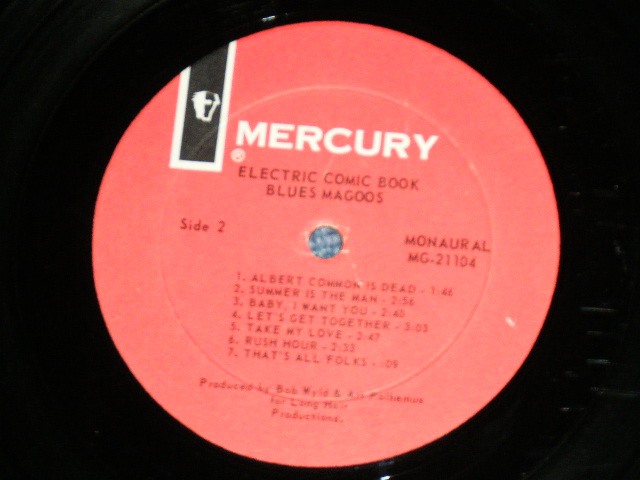 MERCURY
®
ELECTRIC COMIC BOOK
BLUES MAGOOS
Side 2
MONAURAL
MG-21104
1. ALBERT COMMON IS DEAD - 1:46
2. SUMMER IS THE MAN - 2:56
3. BABY, I WANT YOU - 2:40
4. LET'S GET TOGETHER - 3:05
5. TAKE MY LOVE - 2:47
6. RUSH HOUR - 2:33
7. THAT'S ALL FOLKS - :09
Produced by Bob Wyld & Art Polhemus
for Long Hair
Productions.